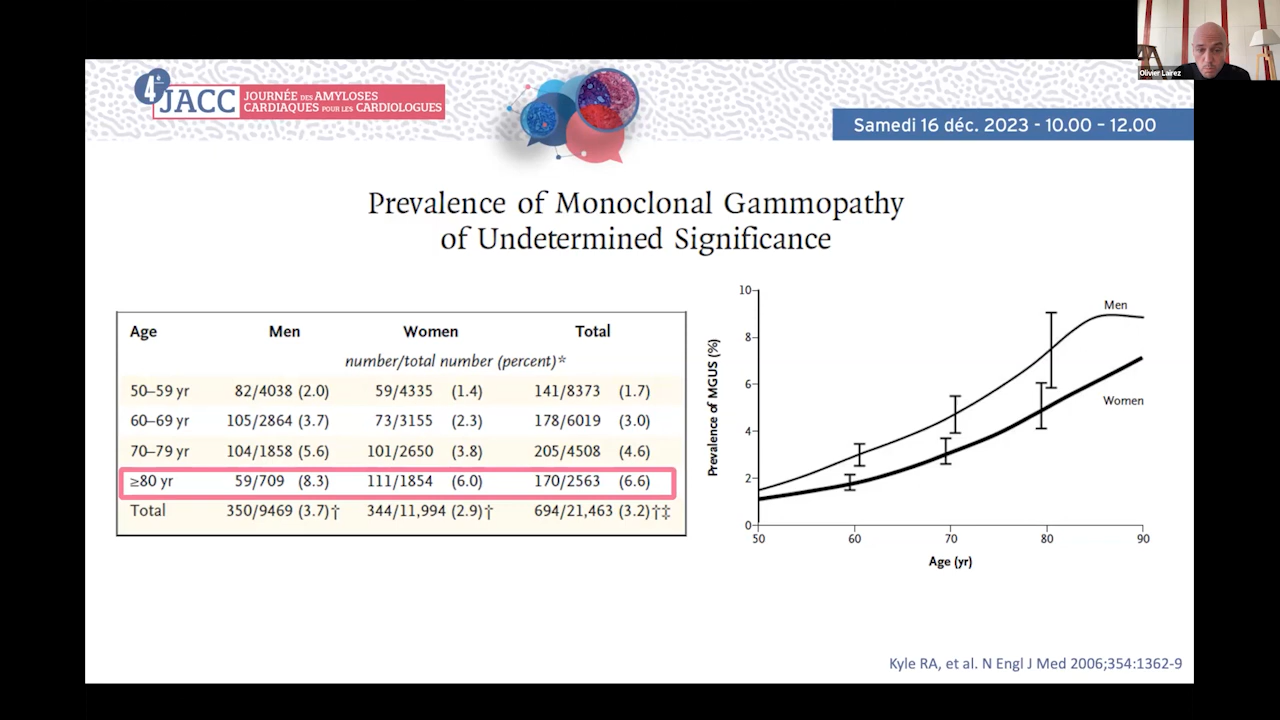 Olivier Lairez
4è
JACC
JOURNÉE DES AMYLOSES
CARDIAQUES POUR LES CARDIOLOGUES
Samedi 16 déc. 2023 - 10.00 – 12.00
Prevalence of Monoclonal Gammopathy
of Undetermined Significance
Age Men Women Total
number/total number (percent)*
50–59 yr 82/4038 (2.0) 59/4335 (1.4) 141/8373 (1.7)
60–69 yr 105/2864 (3.7) 73/3155 (2.3) 178/6019 (3.0)
70–79 yr 104/1858 (5.6) 101/2650 (3.8) 205/4508 (4.6)
≥80 yr 59/709 (8.3) 111/1854 (6.0) 170/2563 (6.6)
Total 350/9469 (3.7)† 344/11,994 (2.9)† 694/21,463 (3.2)†‡
Prevalence of MGUS (%)
10
8
6
4
2
0
Men
Women
50 60 70 80 90
Age (yr)
Kyle RA, et al. N Engl J Med 2006;354:1362-9